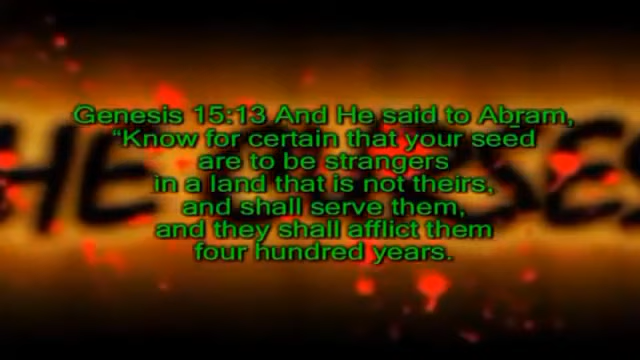 Genesis 15:13 And He said to Abram,
“Know for certain that your seed
are to be strangers
in a land that is not theirs,
and shall serve them,
and they shall afflict them
four hundred years.